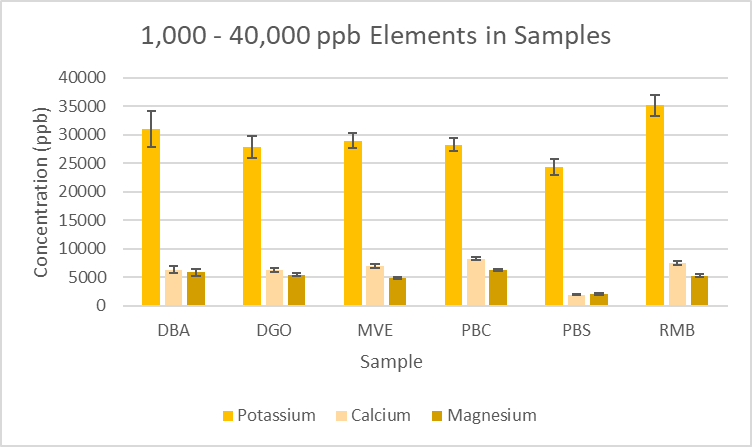 1,000 - 40,000 ppb Elements in Samples
Concentration (ppb)
40000
35000
30000
25000
20000
15000
10000
5000
0
DBA DGO MVE PBC PBS RMB
Sample
Potassium Calcium Magnesium